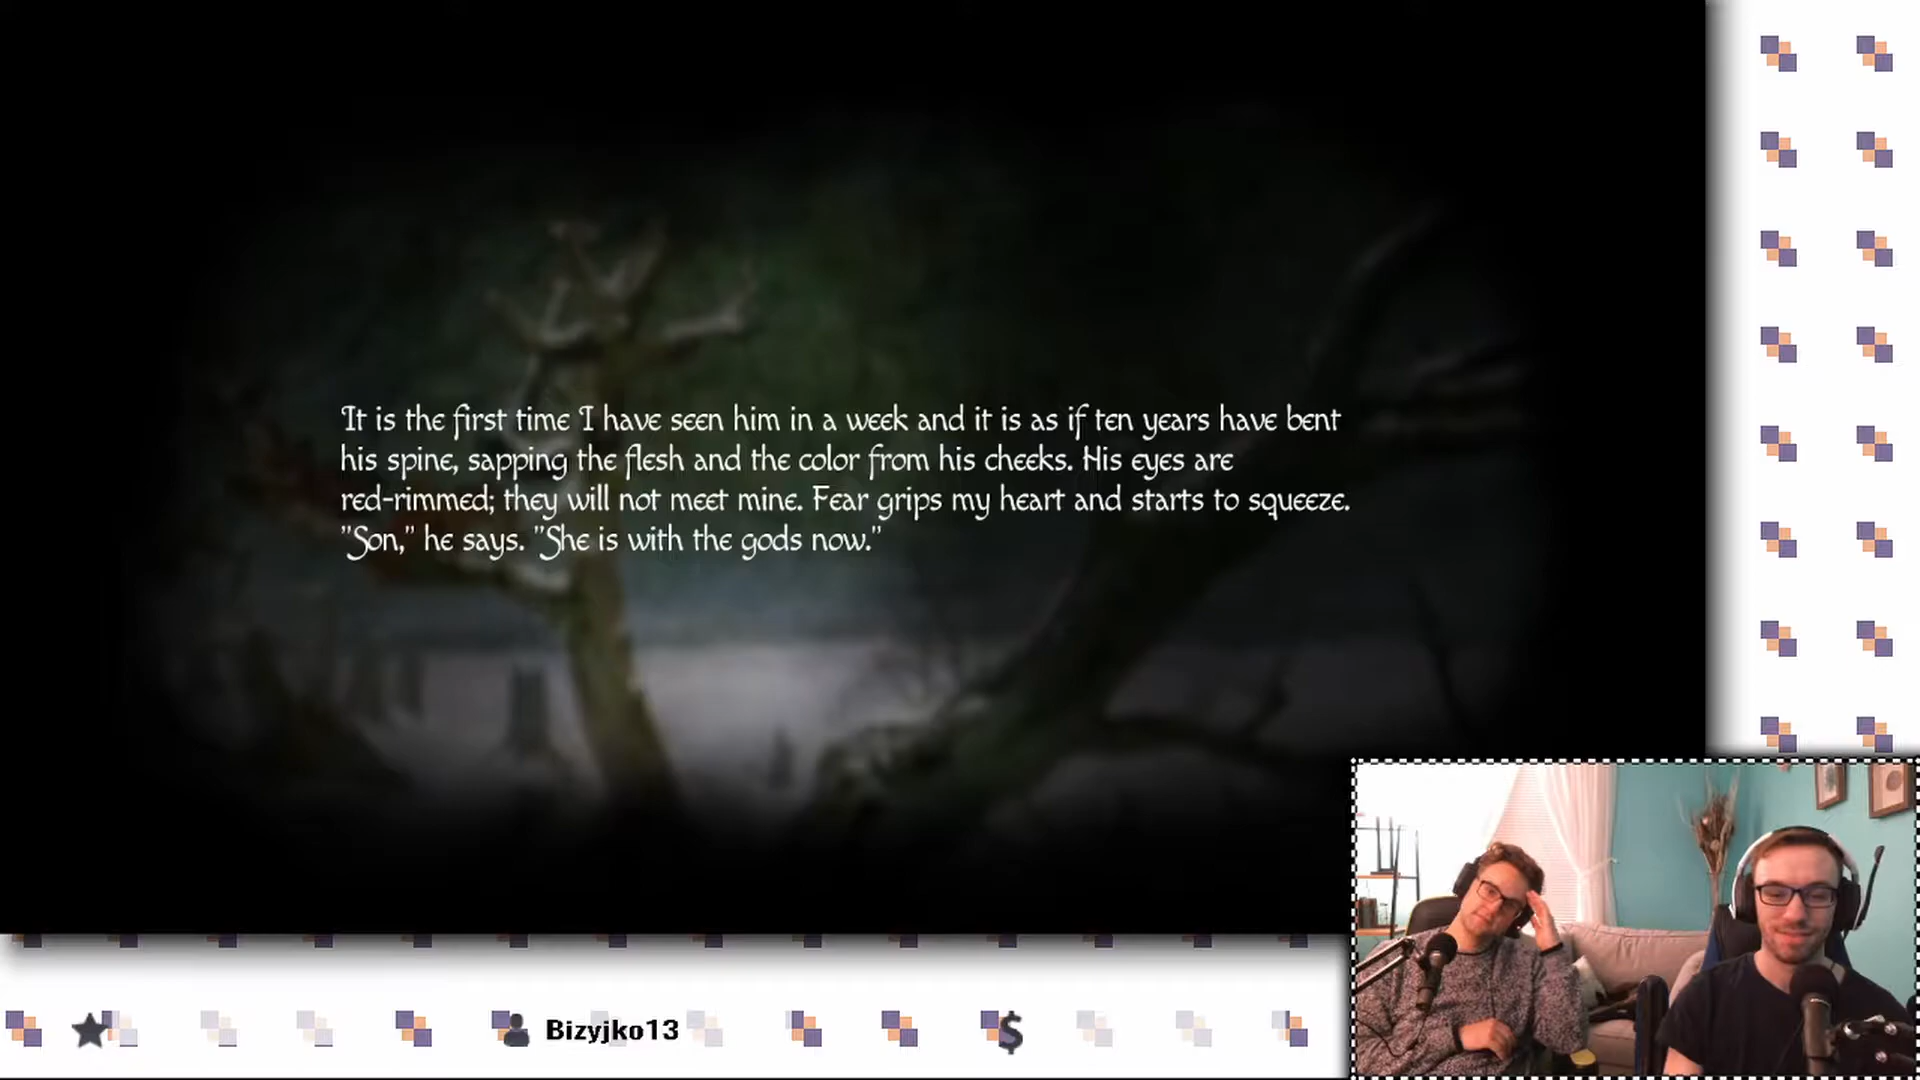 It is the first time I have seen him in a week and it is as if ten years have bent
his spine, sapping the flesh and the color from his cheeks. His eyes are
red-rimmed; they will not meet mine. Fear grips my heart and starts to squeeze.
"Son," he says. "She is with the gods now."
Bizyjko13
$